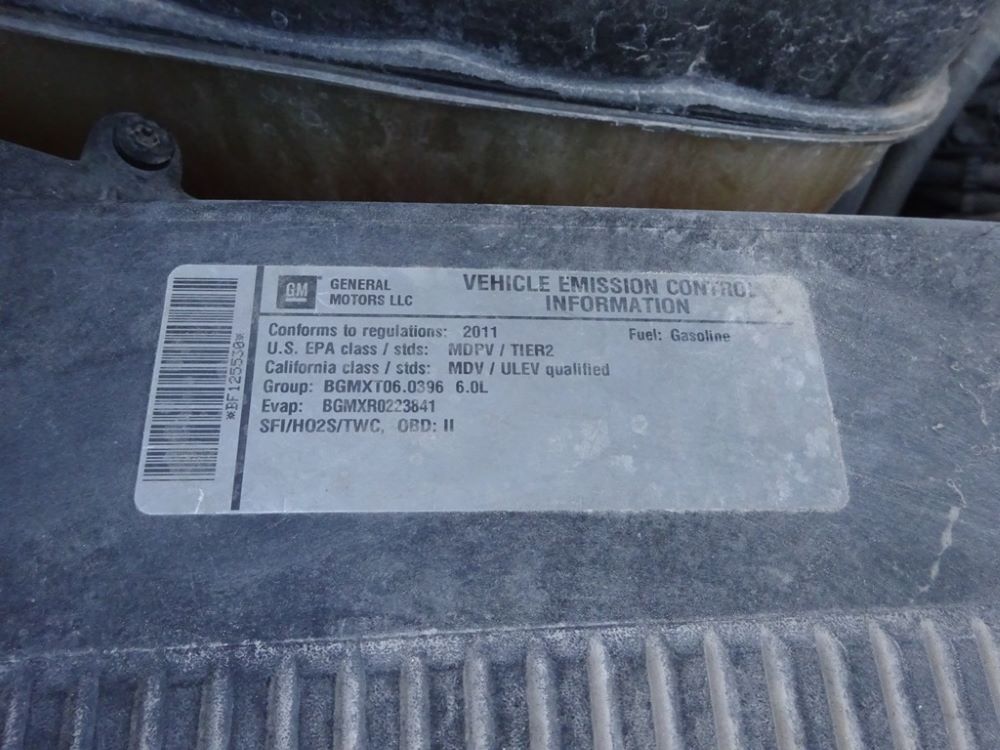 *BF125530*
GM
GENERAL
MOTORS LLC
VEHICLE EMISSION CONTROL
INFORMATION
Conforms to regulations: 2011
Fuel: Gasoline
U.S. EPA class / stds: MDPV / TIER2
California class / stds: MDV / ULEV qualified
Group: BGMXT06.0396 6.0L
Evap: BGMXR0223841
SFI/HO2S/TWC, OBD: II